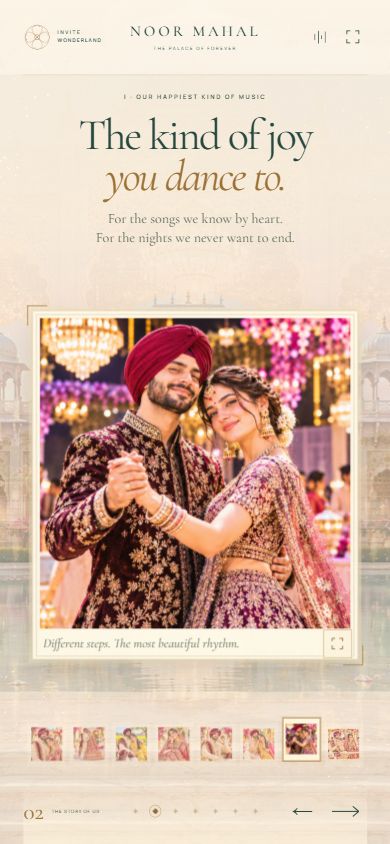 INVITE
WONDERLAND
NOOR MAHAL
THE PALACE OF FOREVER
I · OUR HAPPIEST KIND OF MUSIC
The kind of joy
you dance to.
For the songs we know by heart.
For the nights we never want to end.
Different steps. The most beautiful rhythm.
02
THE STORY OF US